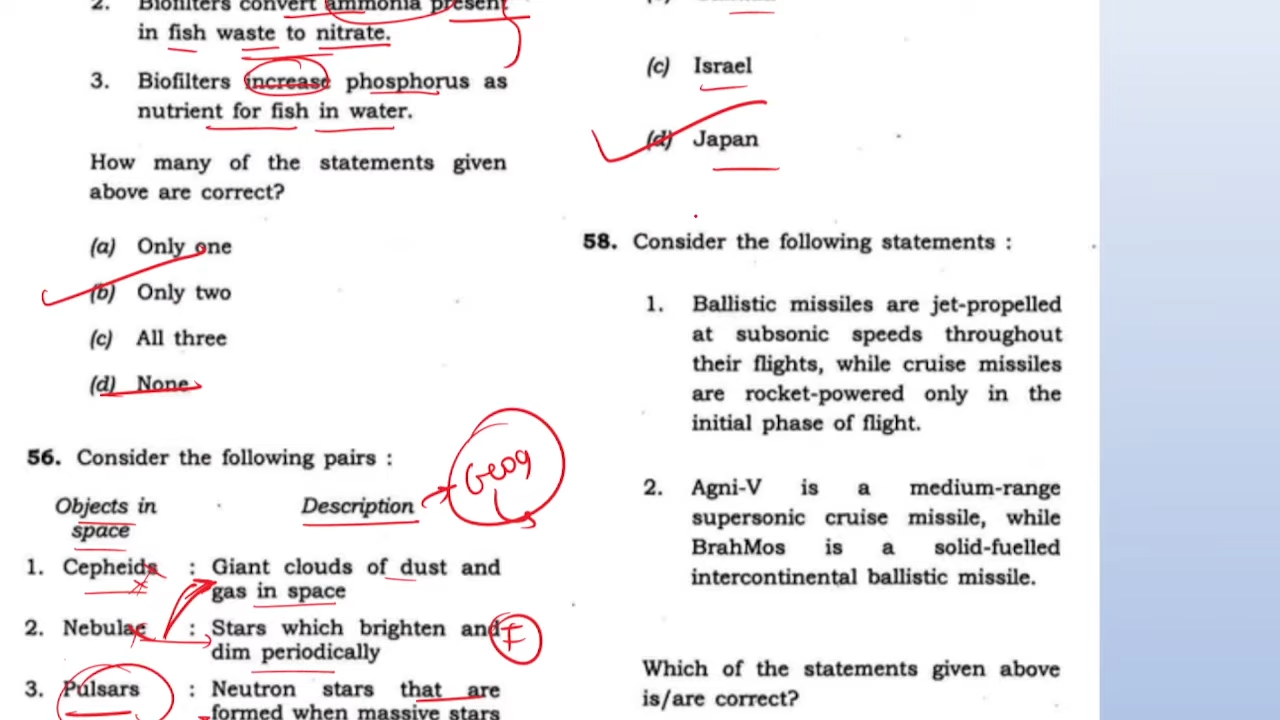 2. Biofilters convert ammonia present
in fish waste to nitrate.
3. Biofilters increase phosphorus as
nutrient for fish in water.
How many of the statements given
above are correct?
(a) Only one
(b) Only two
(c) All three
(d) None
56. Consider the following pairs :
Objects in space
Description
Geog
1. Cepheids : Giant clouds of dust and
gas in space
2. Nebulae : Stars which brighten and
dim periodically
F
3. Pulsars : Neutron stars that are
formed when massive stars
(c) Israel
(d) Japan
58. Consider the following statements :
1. Ballistic missiles are jet-propelled
at subsonic speeds throughout
their flights, while cruise missiles
are rocket-powered only in the
initial phase of flight.
2. Agni-V is a medium-range
supersonic cruise missile, while
BrahMos is a solid-fuelled
intercontinental ballistic missile.
Which of the statements given above
is/are correct?